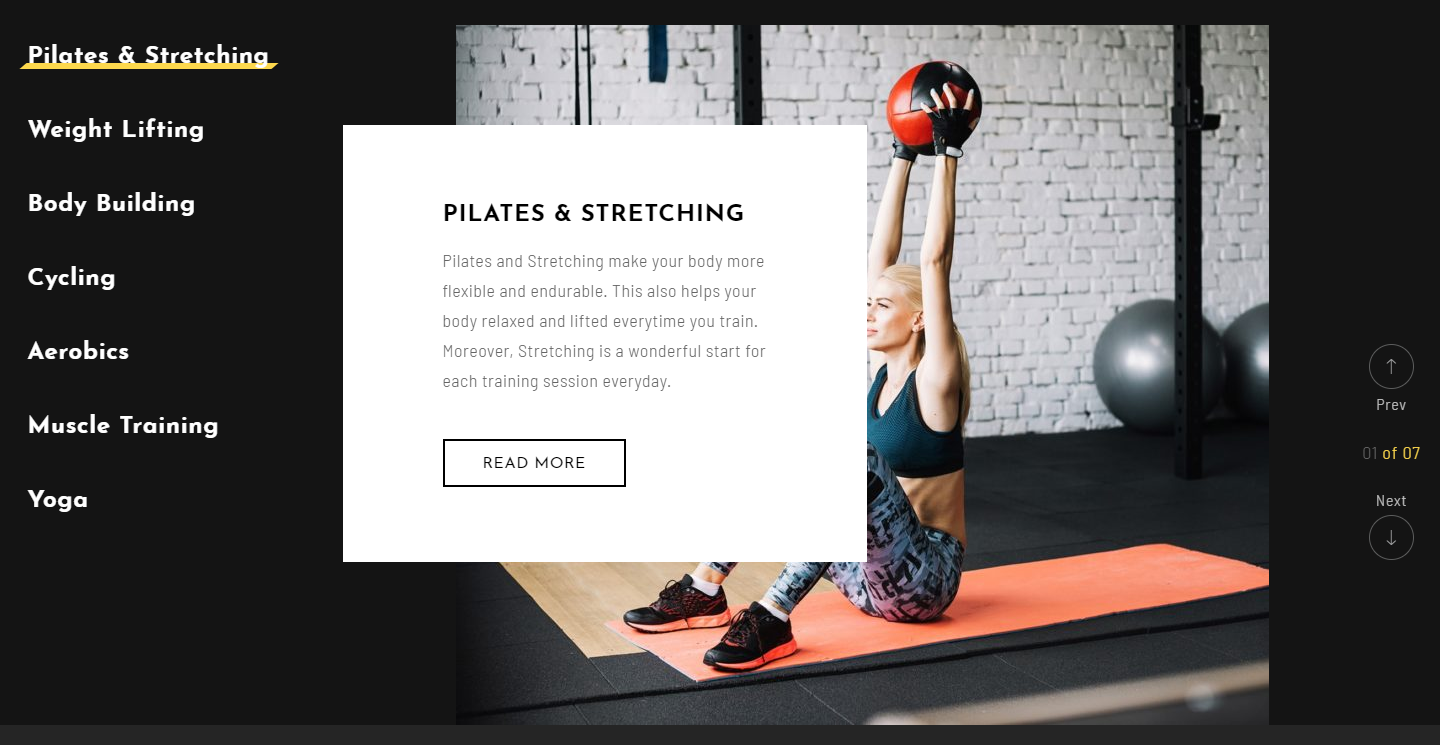 Pilates & Stretching
Weight Lifting
Body Building
Cycling
Aerobics
Muscle Training
Yoga
PILATES & STRETCHING
Pilates and Stretching make your body more
flexible and endurable. This also helps your
body relaxed and lifted everytime you train.
Moreover, Stretching is a wonderful start for
each training session everyday.
READ MORE
Prev
01 of 07
Next